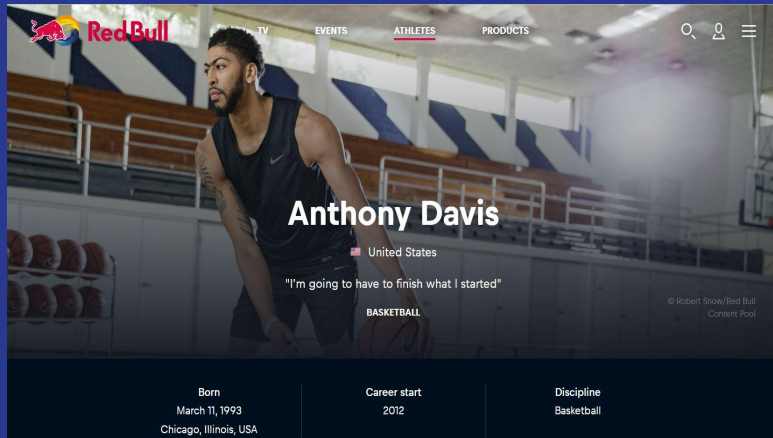 Red Bull
TV EVENTS ATHLETES PRODUCTS
Anthony Davis
United States
"I'm going to have to finish what I started"
BASKETBALL
© Robert Snow/Red Bull
Content Pool
Born
March 11, 1993
Chicago, Illinois, USA
Career start
2012
Discipline
Basketball